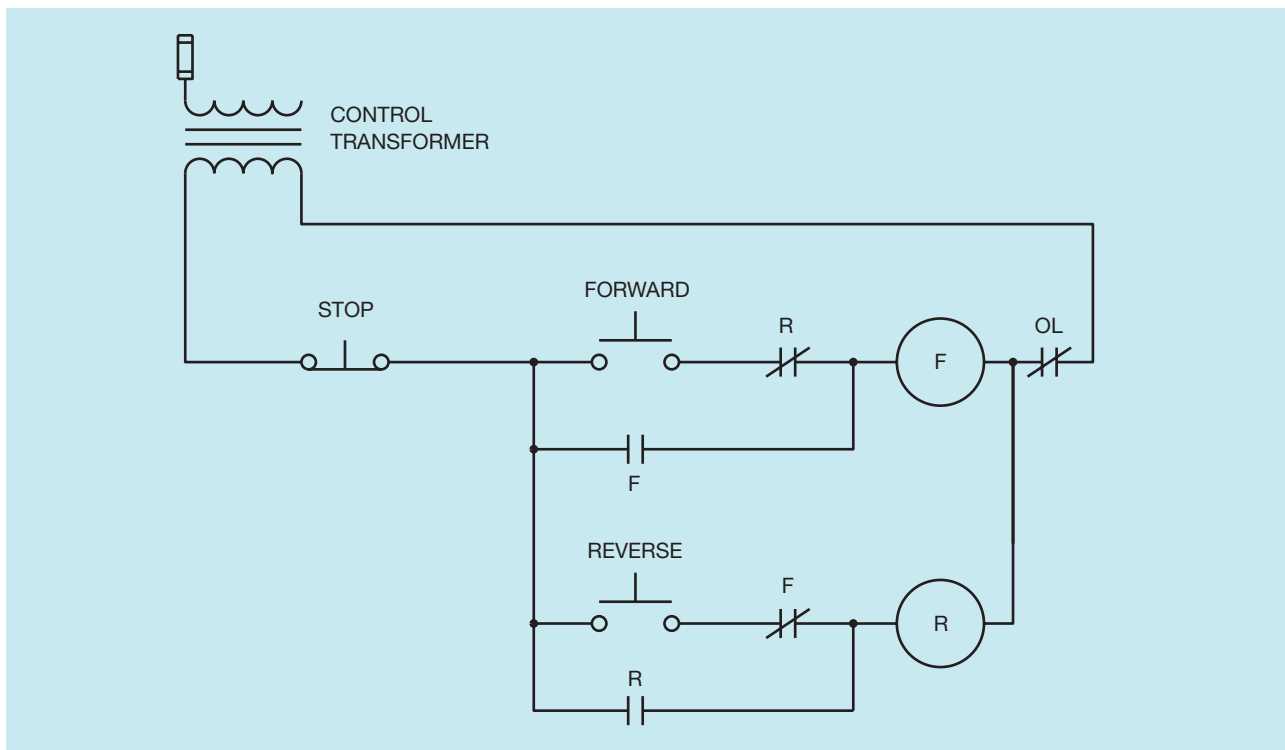 CONTROL
TRANSFORMER
STOP
FORWARD
R
F
OL
F
REVERSE
F
R
R